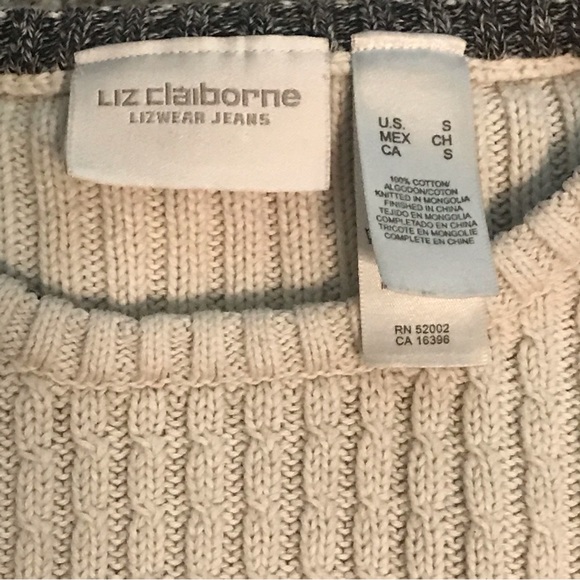 LIZ claiborne
LIZWEAR JEANS
U.S. S
MEX CH
CA S
100% COTTON/
ALGODON/COTON
KNITTED IN MONGOLIA
FINISHED IN CHINA
TEJIDO EN MONGOLIA
COMPLETADO EN CHINA
TRICOTE EN MONGOLIE
COMPLETE EN CHINE
RN 52002
CA 16396